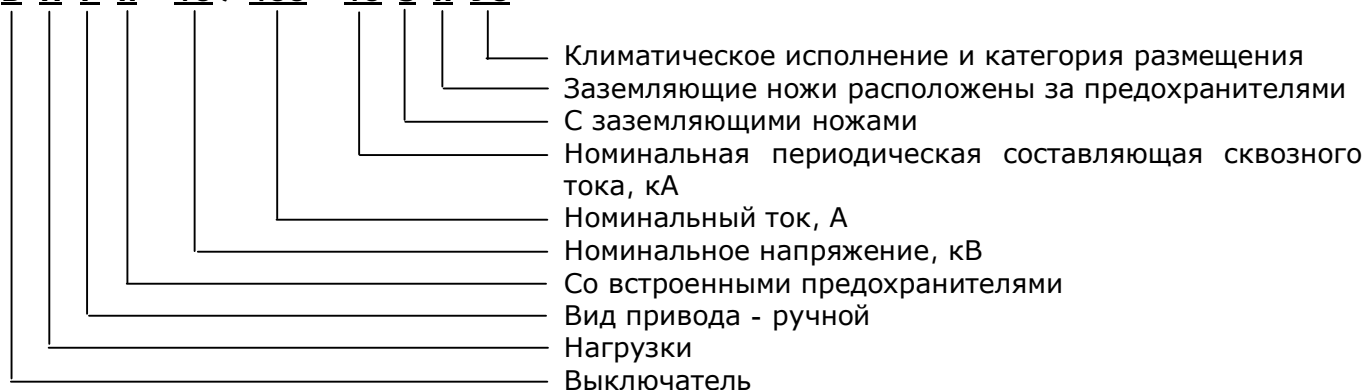 Климатическое исполнение и категория размещения
Заземляющие ножи расположены за предохранителями
С заземляющими ножами
Номинальная периодическая составляющая сквозного
тока, кА
Номинальный ток, А
Номинальное напряжение, кВ
Со встроенными предохранителями
Вид привода - ручной
Нагрузки
Выключатель